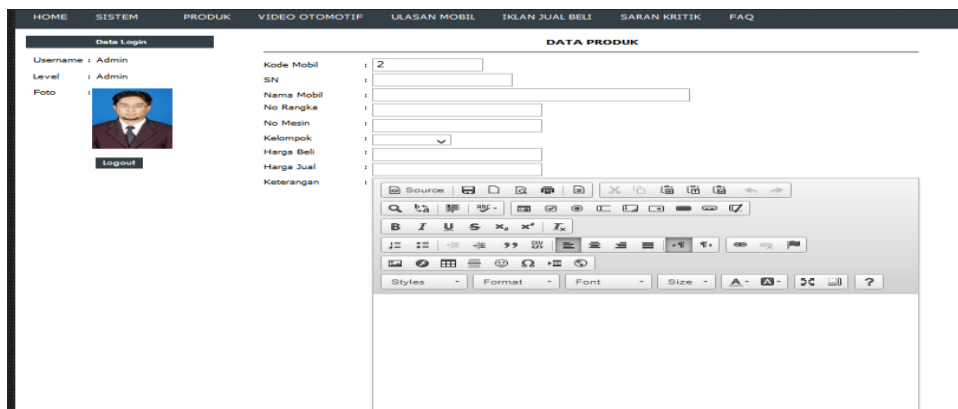 HOME SISTEM PRODUK VIDEO OTOMOTIF ULASAN MOBIL IKLAN JUAL BELI SARAN KRITIK FAQ
Data Login
Username : Admin
Level : Admin
Foto :
Logout
DATA PRODUK
Kode Mobil : 2
SN :
Nama Mobil :
No Rangka :
No Mesin :
Kelompok :
Harga Beli :
Harga Jual :
Keterangan :
Source
B I U S x₂ x² Tx
Styles Format Font Size A A ?